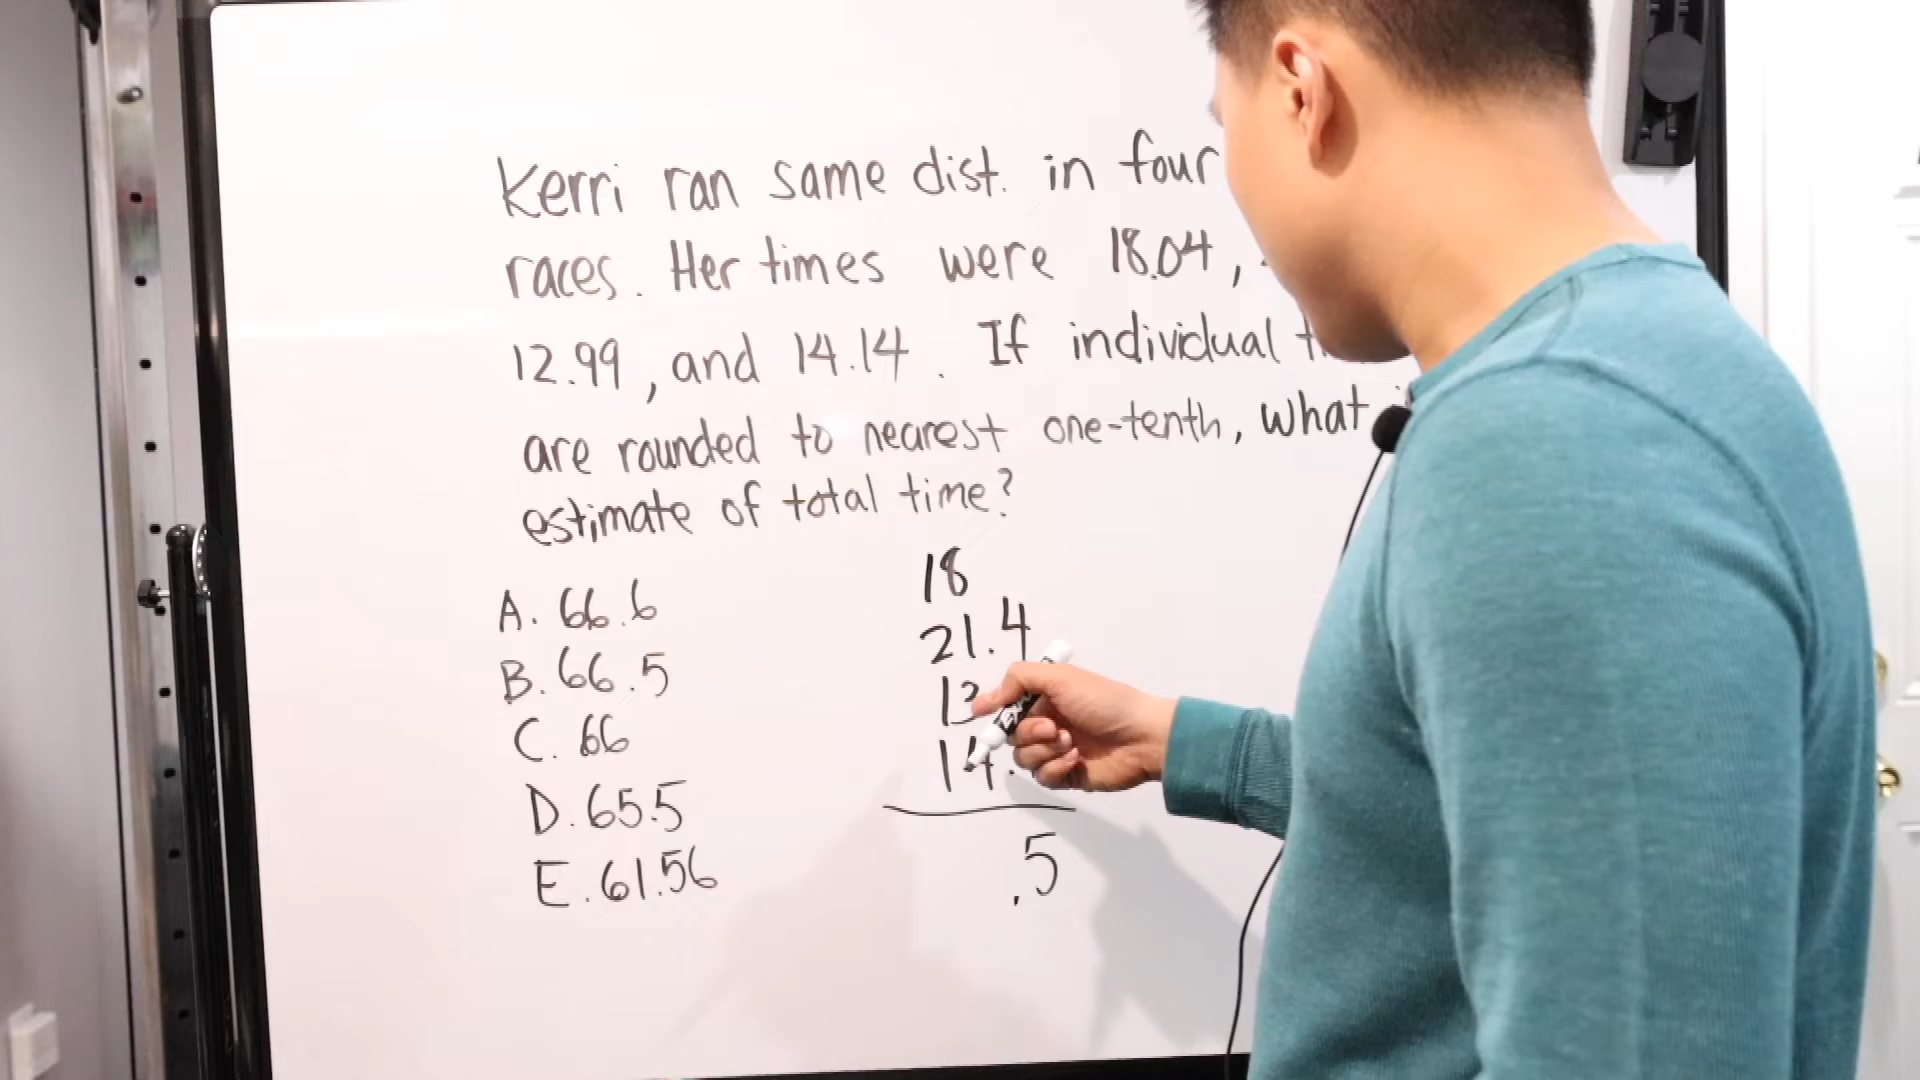 Kerri ran same dist. in four
races. Her times were 18.04,
12.99, and 14.14. If individual
are rounded to nearest one-tenth, what
estimate of total time?
A. 66.6
B. 66.5
C. 66
D. 65.5
E. 61.56
18
21.4
13
14.
.5